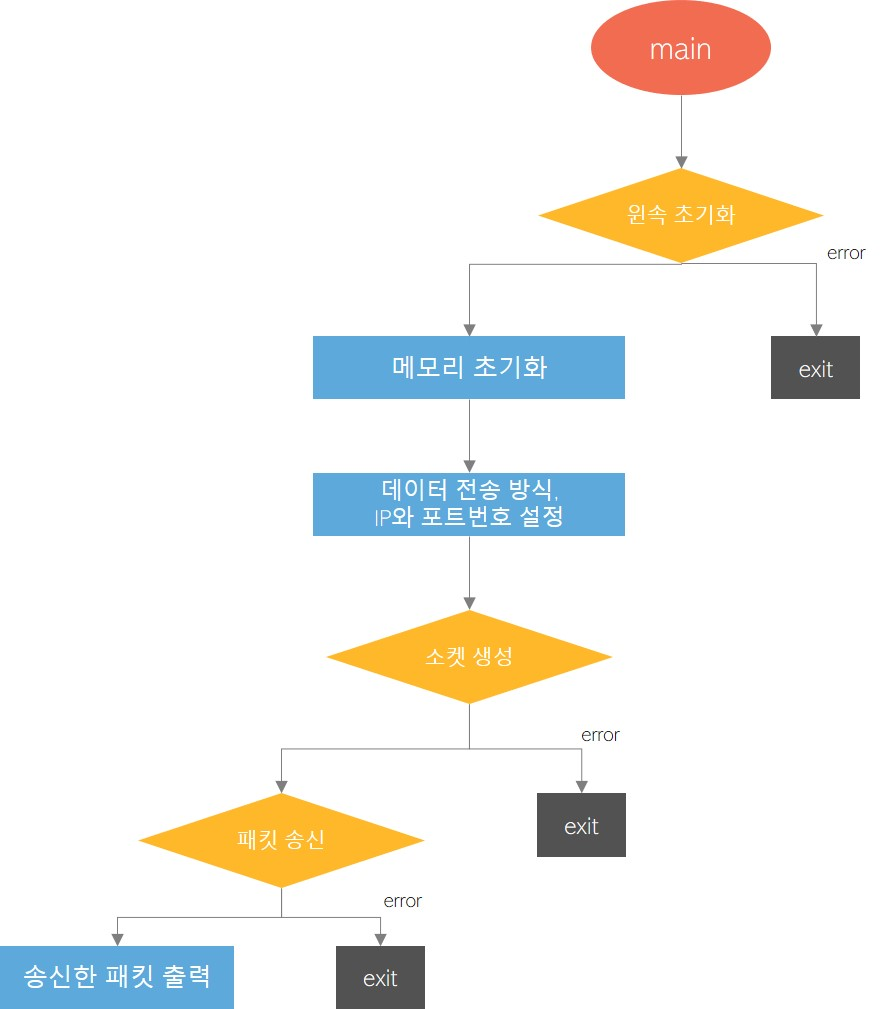 main
윈속 초기화
error
메모리 초기화
exit
데이터 전송 방식,
IP와 포트번호 설정
소켓 생성
error
exit
패킷 송신
error
송신한 패킷 출력
exit